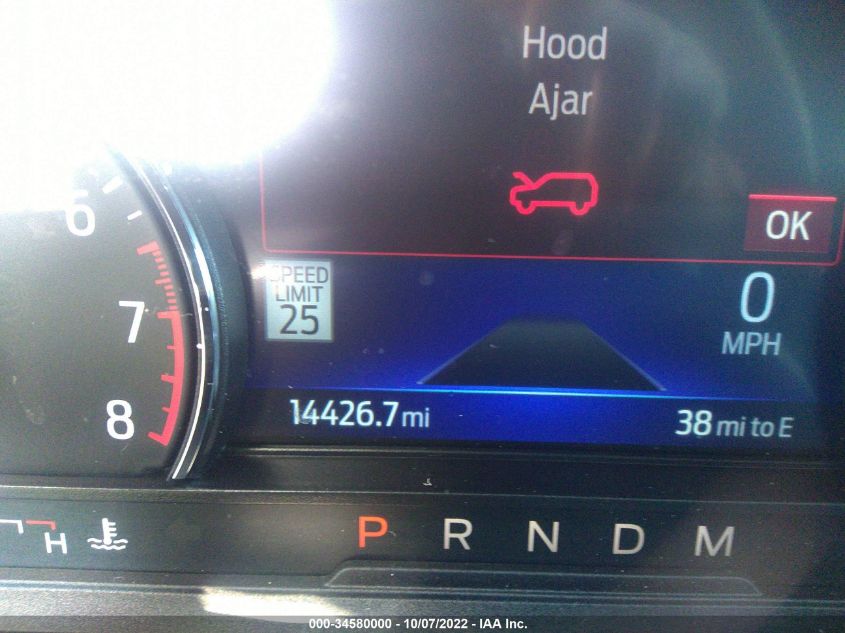 Hood
Ajar
OK
6
7
8
SPEED
LIMIT
25
0
MPH
14426.7 mi
38 mi to E
H
P R N D M
000-34580000 - 10/07/2022 - IAA Inc.